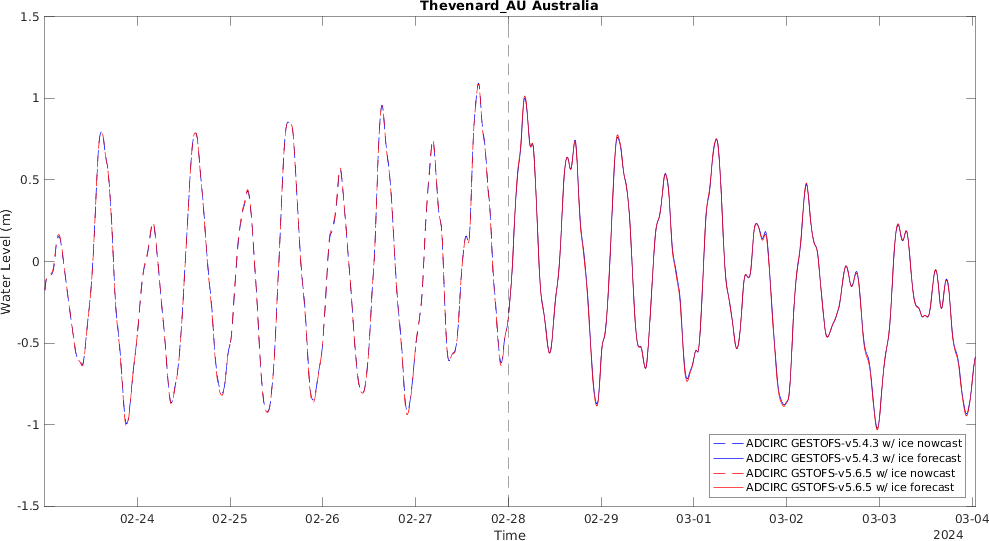 Thevenard_AU Australia
1.5
1
0.5
0
-0.5
-1
-1.5
Water Level (m)
02-24 02-25 02-26 02-27 02-28 02-29 03-01 03-02 03-03 03-04
Time
2024
ADCIRC GESTOFS-v5.4.3 w/ ice nowcast
ADCIRC GESTOFS-v5.4.3 w/ ice forecast
ADCIRC GSTOFS-v5.6.5 w/ ice nowcast
ADCIRC GSTOFS-v5.6.5 w/ ice forecast